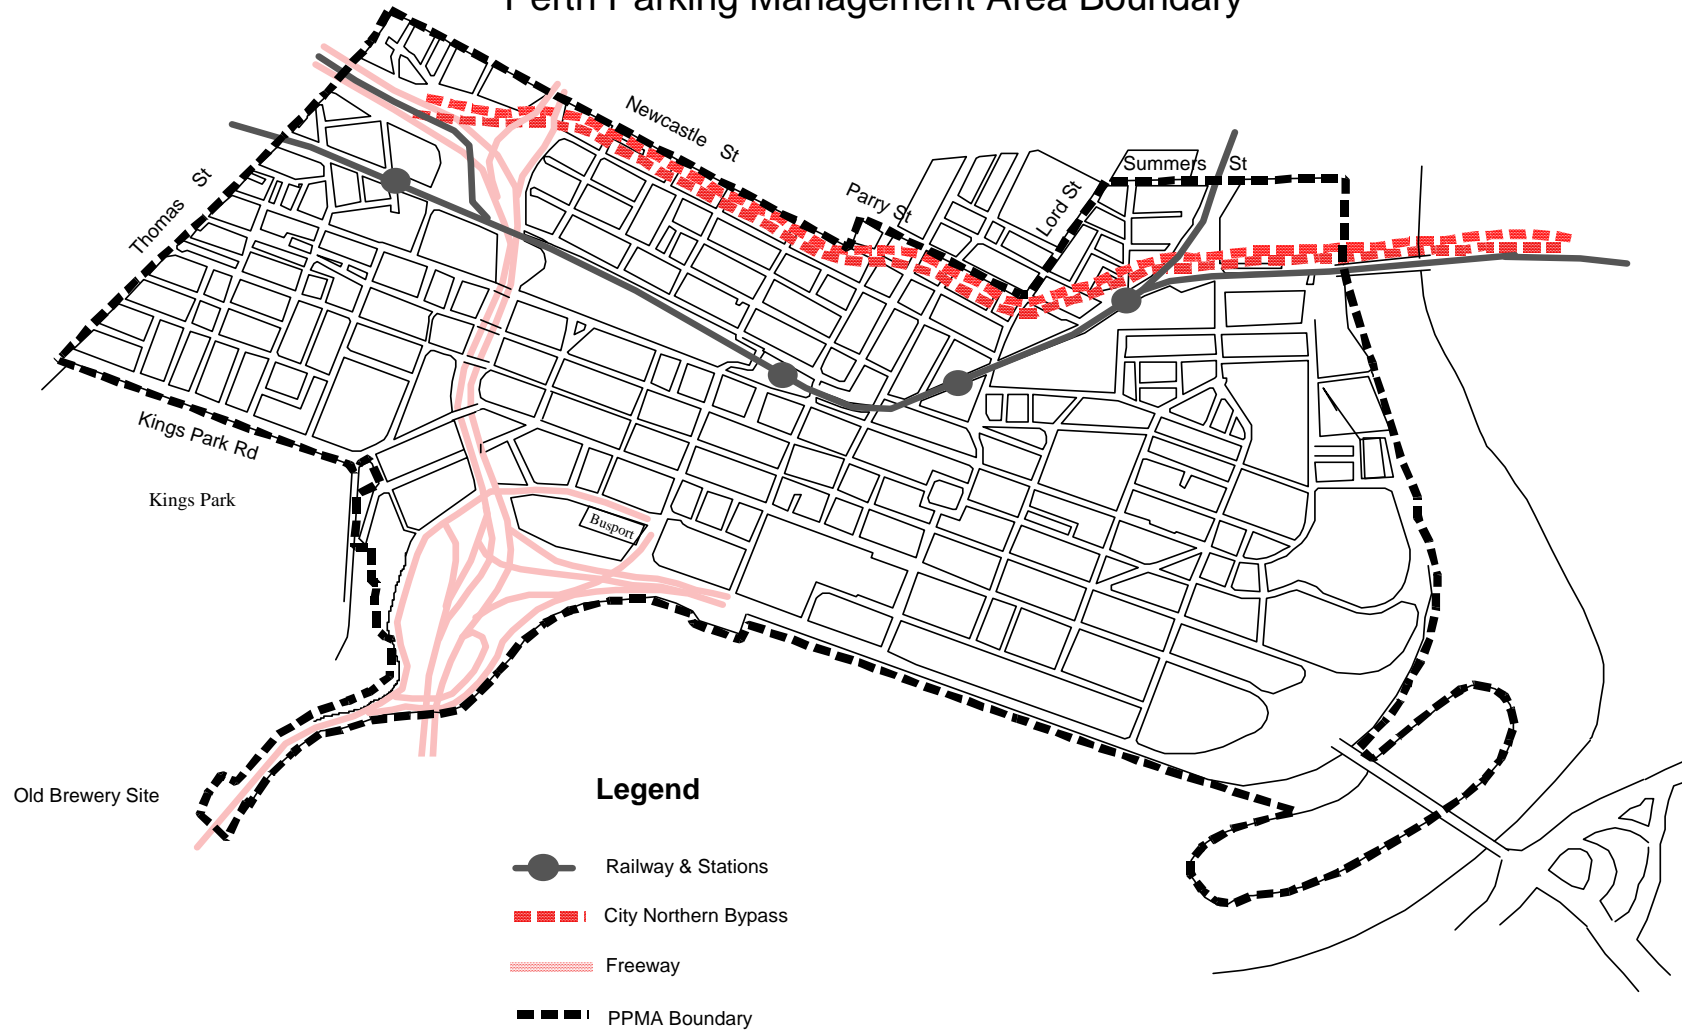 Perth Parking Management Area Boundary
Newcastle St
Summers St
Parry St
Lord St
Thomas St
Kings Park Rd
Kings Park
Busport
Old Brewery Site
Legend
Railway & Stations
City Northern Bypass
Freeway
PPMA Boundary